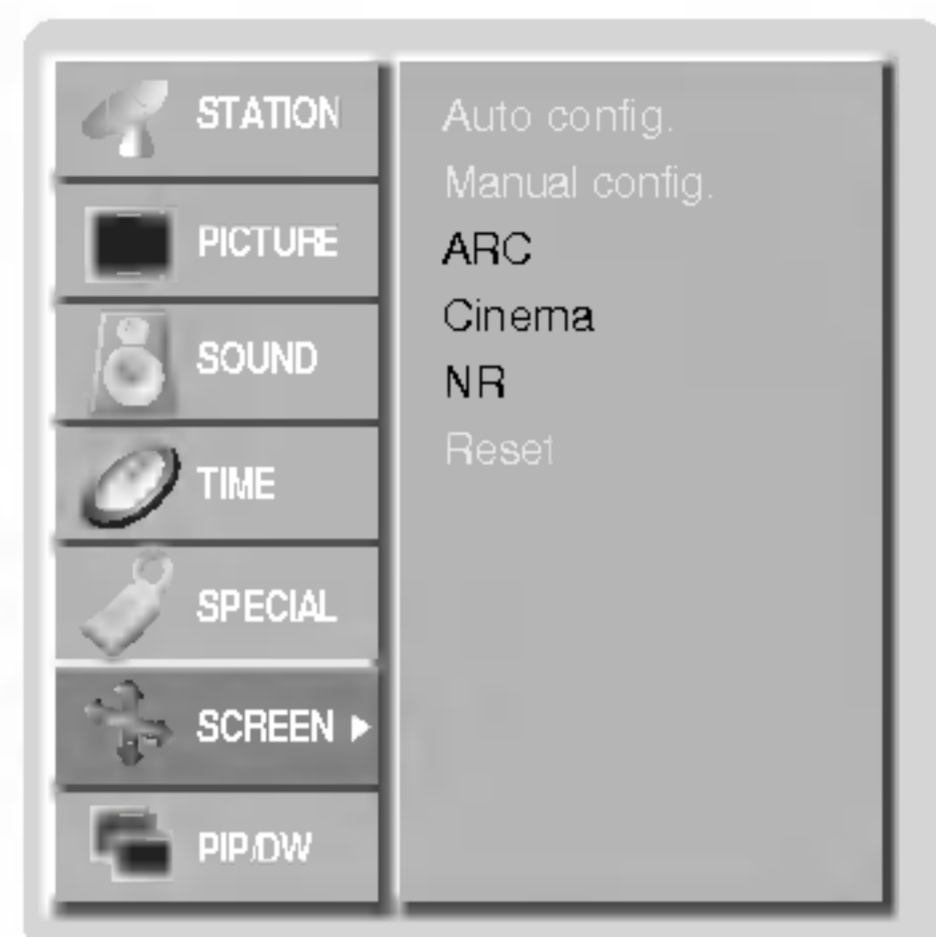 STATION
PICTURE
SOUND
TIME
SPECIAL
SCREEN
PIP/DW
Auto config.
Manual config.
ARC
Cinema
NR
Reset